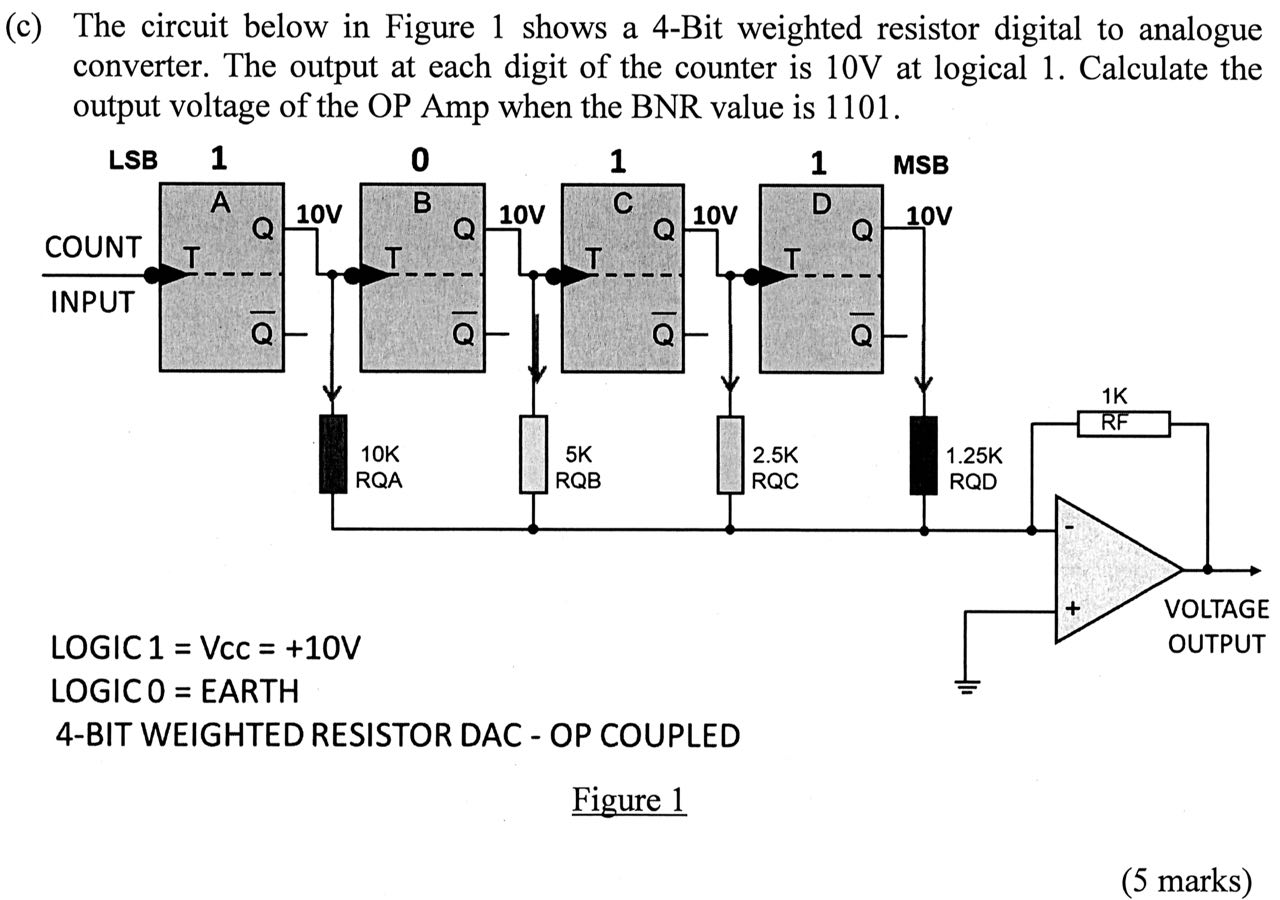 (c) The circuit below in Figure 1 shows a 4-Bit weighted resistor digital to analogue
converter. The output at each digit of the counter is 10V at logical 1. Calculate the
output voltage of the OP Amp when the BNR value is 1101.
LSB 1 0 1 1 MSB
A B C D
Q 10V Q 10V Q 10V Q 10V
COUNT T T T T
INPUT
Q̅ Q̅ Q̅ Q̅
1K
RF
10K 5K 2.5K 1.25K
RQA RQB RQC RQD
-
+
VOLTAGE
OUTPUT
LOGIC 1 = Vcc = +10V
LOGIC 0 = EARTH
4-BIT WEIGHTED RESISTOR DAC - OP COUPLED
Figure 1
(5 marks)